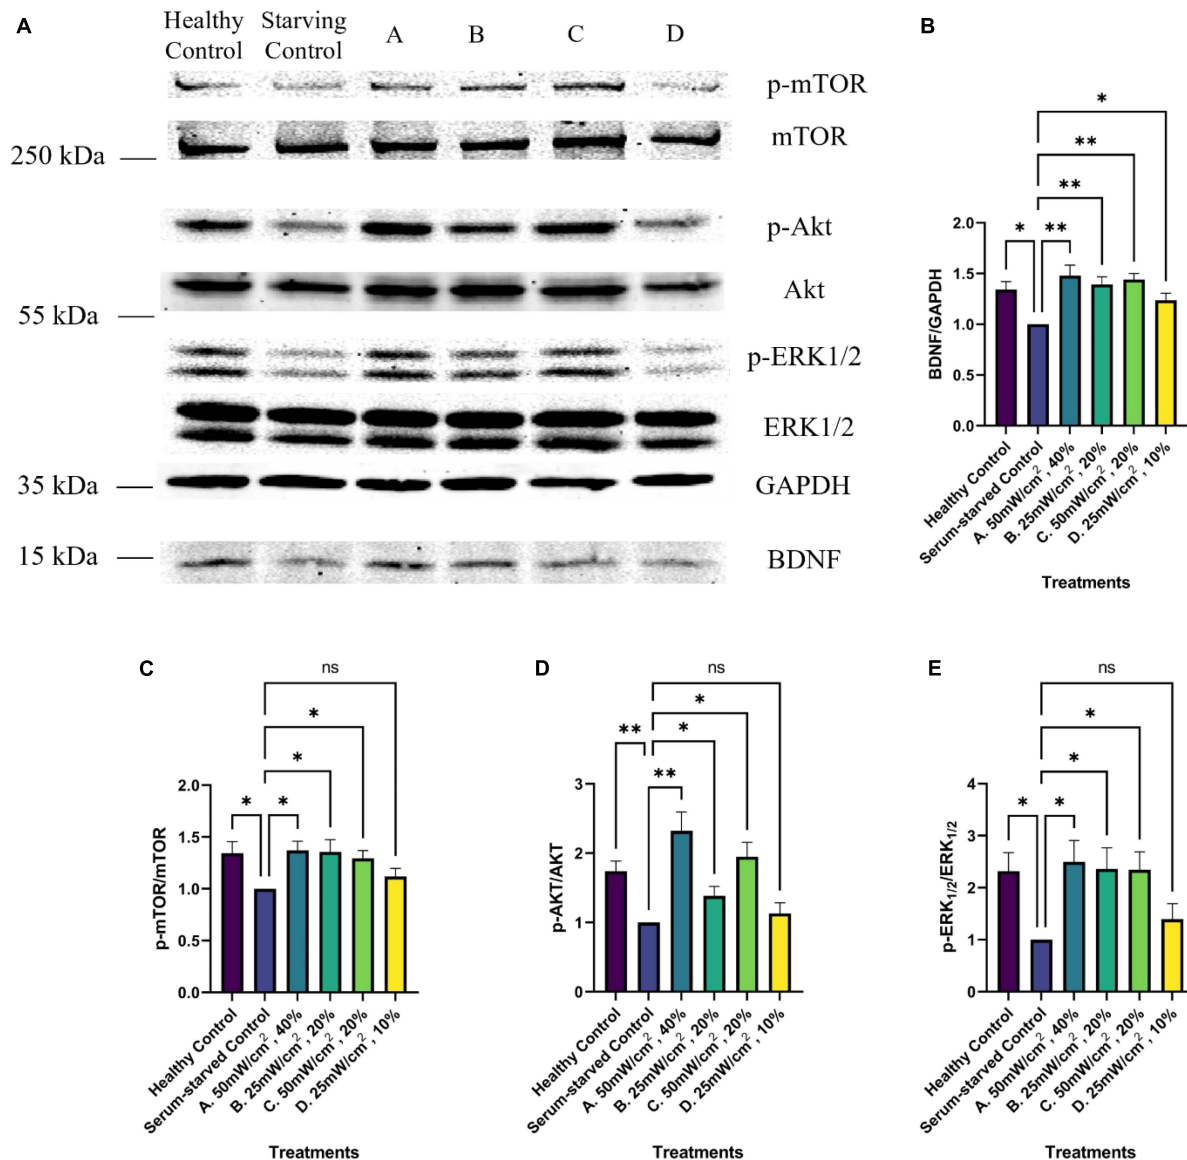 A
Healthy Control
Starving Control
A
B
C
D
p-mTOR
mTOR
250 kDa
p-Akt
Akt
55 kDa
p-ERK1/2
ERK1/2
35 kDa
GAPDH
15 kDa
BDNF
B
*
**
**
*
**
2.0
1.5
1.0
0.5
0.0
BDNF/GAPDH
Healthy Control
Serum-starved Control
A. 50mW/cm², 40%
B. 25mW/cm², 20%
C. 50mW/cm², 20%
D. 25mW/cm², 10%
Treatments
C
ns
*
*
*
*
2.0
1.5
1.0
0.5
0.0
p-mTOR/mTOR
Healthy Control
Serum-starved Control
A. 50mW/cm², 40%
B. 25mW/cm², 20%
C. 50mW/cm², 20%
D. 25mW/cm², 10%
Treatments
D
ns
*
**
*
**
3
2
1
0
p-AKT/AKT
Healthy Control
Serum-starved Control
A. 50mW/cm², 40%
B. 25mW/cm², 20%
C. 50mW/cm², 20%
D. 25mW/cm², 10%
Treatments
E
ns
*
*
*
*
4
3
2
1
0
p-ERK1/2/ERK1/2
Healthy Control
Serum-starved Control
A. 50mW/cm², 40%
B. 25mW/cm², 20%
C. 50mW/cm², 20%
D. 25mW/cm², 10%
Treatments